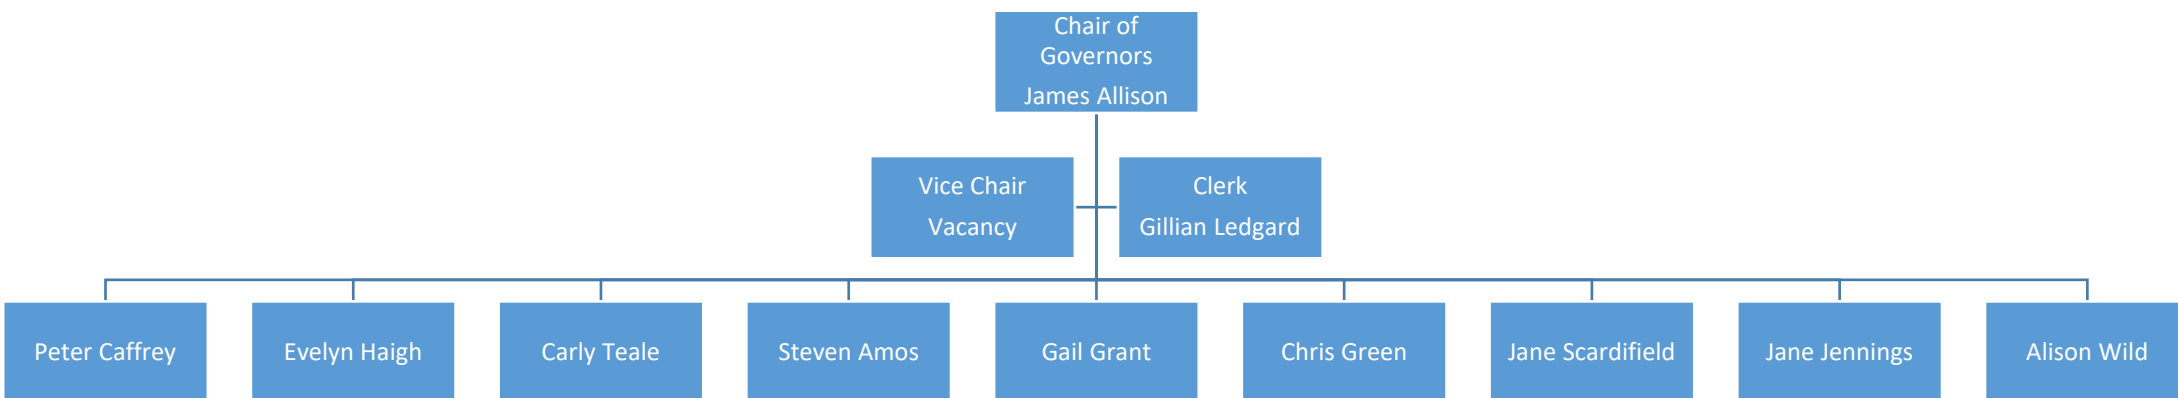 Chair of
Governors
James Allison
Vice Chair
Vacancy
Clerk
Gillian Ledgard
Peter Caffrey
Evelyn Haigh
Carly Teale
Steven Amos
Gail Grant
Chris Green
Jane Scardifield
Jane Jennings
Alison Wild